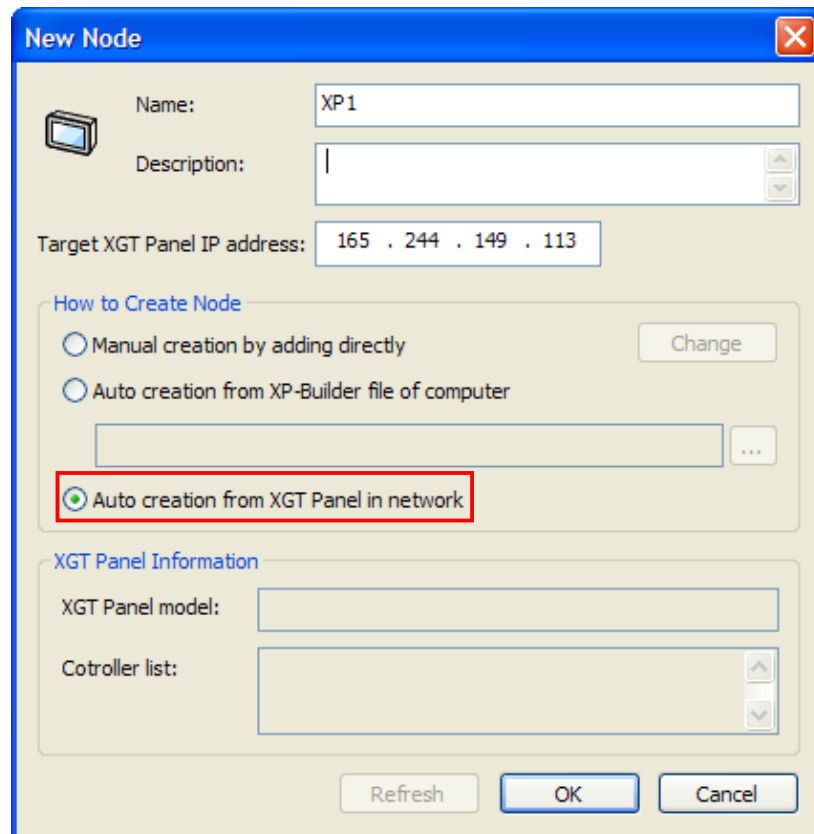 New Node
Name: XP1
Description:
Target XGT Panel IP address: 165 . 244 . 149 . 113
How to Create Node
Manual creation by adding directly Change
Auto creation from XP-Builder file of computer
...
Auto creation from XGT Panel in network
XGT Panel Information
XGT Panel model:
Cotroller list:
Refresh OK Cancel